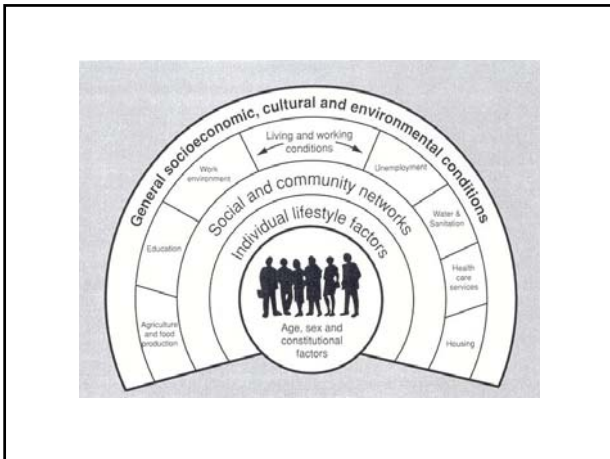 General socioeconomic, cultural and environmental conditions
Living and working
conditions
Work
environment
Unemployment
Education
Water &
Sanitation
Agriculture
and food
production
Health
care
services
Housing
Social and community networks
Individual lifestyle factors
Age, sex and
constitutional
factors